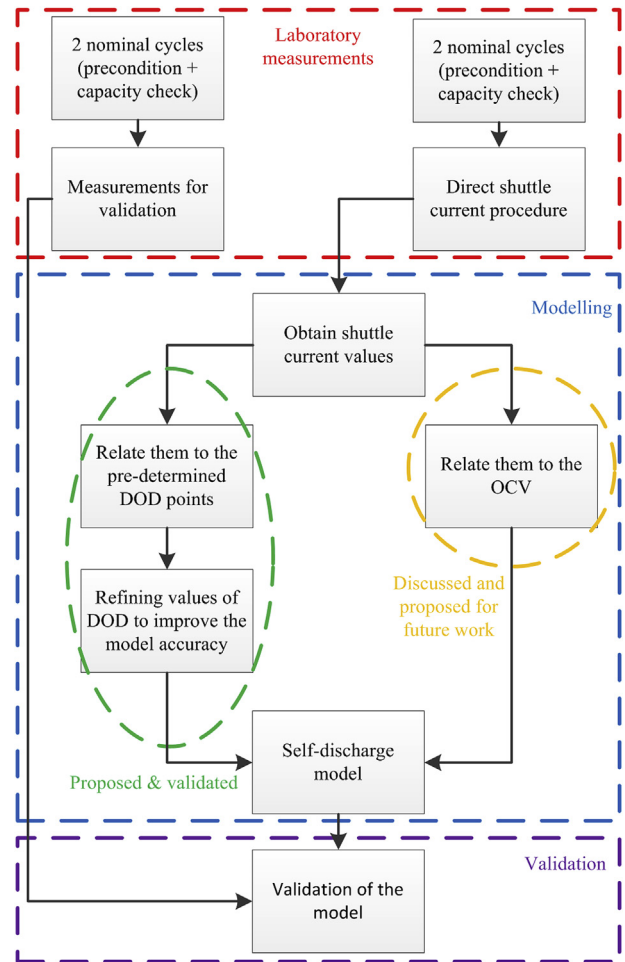 2 nominal cycles
(precondition +
capacity check)
Laboratory
measurements
2 nominal cycles
(precondition +
capacity check)
Measurements for
validation
Direct shuttle
current procedure
Modelling
Obtain shuttle
current values
Relate them to the
pre-determined
DOD points
Relate them to the
OCV
Refining values of
DOD to improve the
model accuracy
Discussed and
proposed for
future work
Self-discharge
model
Proposed & validated
Validation
Validation of the
model